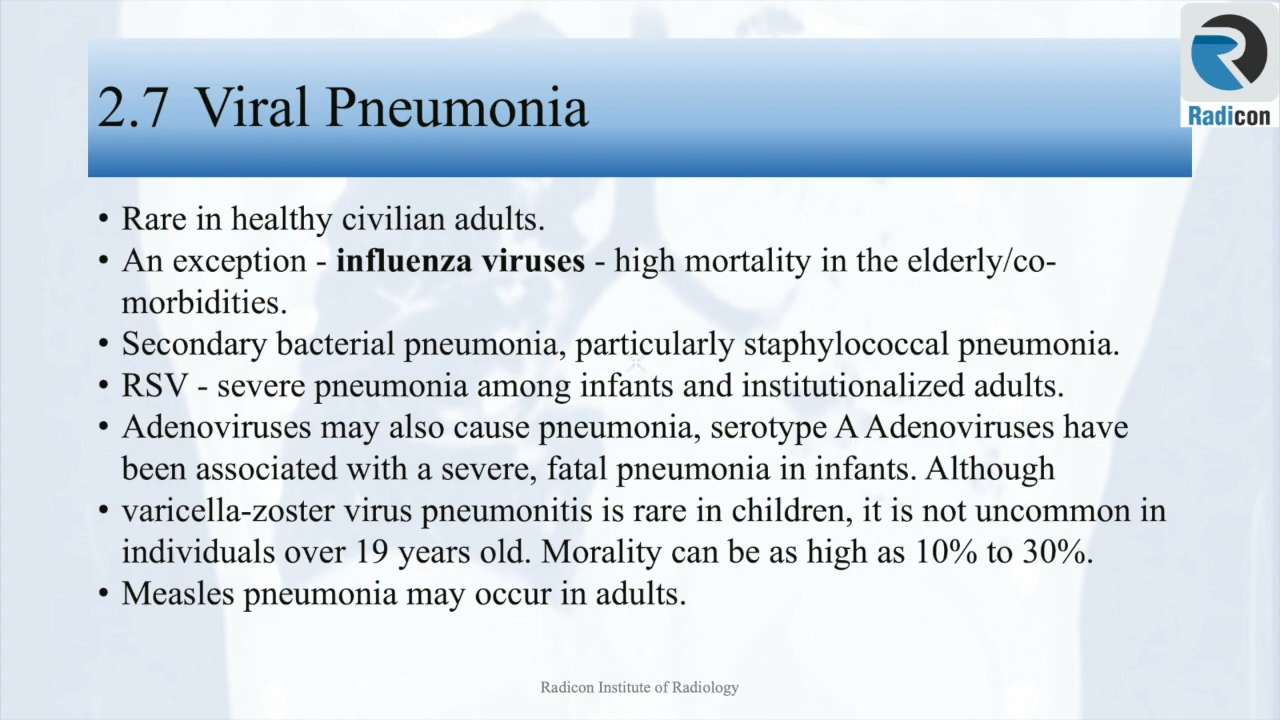 Radicon
2.7 Viral Pneumonia
• Rare in healthy civilian adults.
• An exception - influenza viruses - high mortality in the elderly/co-
morbidities.
• Secondary bacterial pneumonia, particularly staphylococcal pneumonia.
• RSV - severe pneumonia among infants and institutionalized adults.
• Adenoviruses may also cause pneumonia, serotype A Adenoviruses have
been associated with a severe, fatal pneumonia in infants. Although
• varicella-zoster virus pneumonitis is rare in children, it is not uncommon in
individuals over 19 years old. Morality can be as high as 10% to 30%.
• Measles pneumonia may occur in adults.
Radicon Institute of Radiology